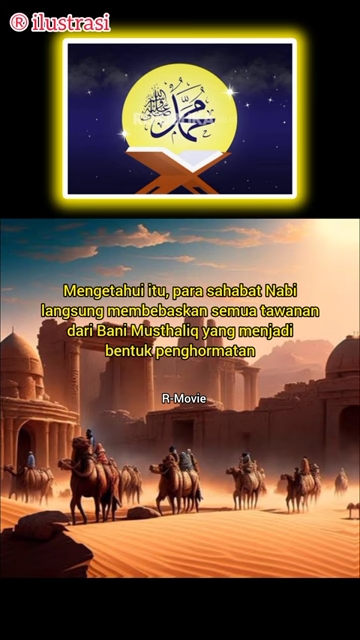 ® ilustrasi
محمد
Mengetahui itu, para sahabat Nabi
langsung membebaskan semua tawanan
dari Bani Musthaliq yang menjadi
bentuk penghormatan
R-Movie